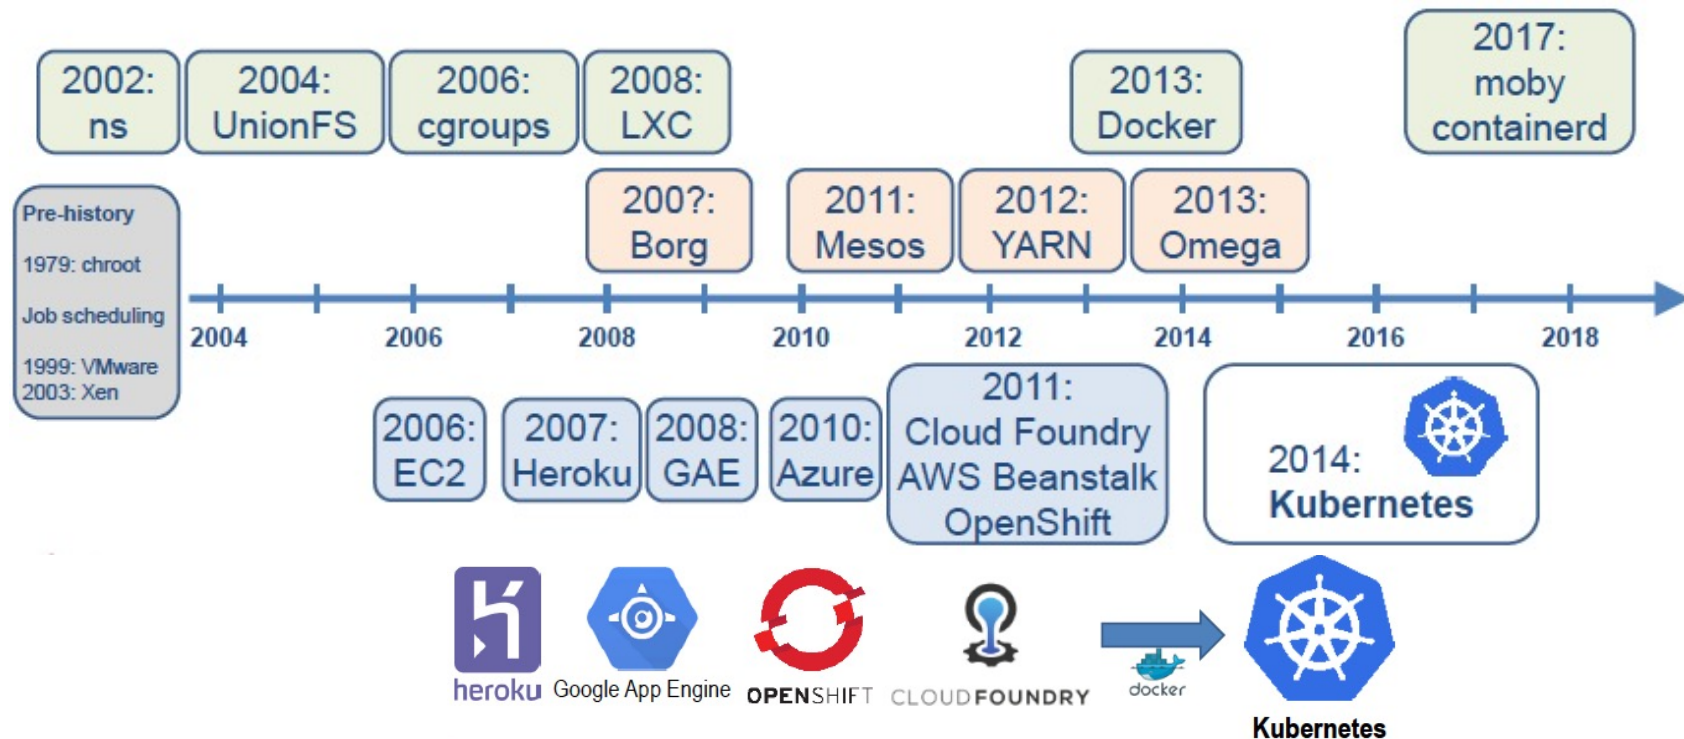 2002:
ns
2004:
UnionFS
2006:
cgroups
2008:
LXC
2013:
Docker
2017:
moby
containerd
Pre-history
1979: chroot
Job scheduling
1999: VMware
2003: Xen
200?:
Borg
2011:
Mesos
2012:
YARN
2013:
Omega
2004
2006
2008
2010
2012
2014
2016
2018
2006:
EC2
2007:
Heroku
2008:
GAE
2010:
Azure
2011:
Cloud Foundry
AWS Beanstalk
OpenShift
2014:
Kubernetes
heroku
Google App Engine
OPENSHIFT
CLOUDFOUNDRY
docker
Kubernetes